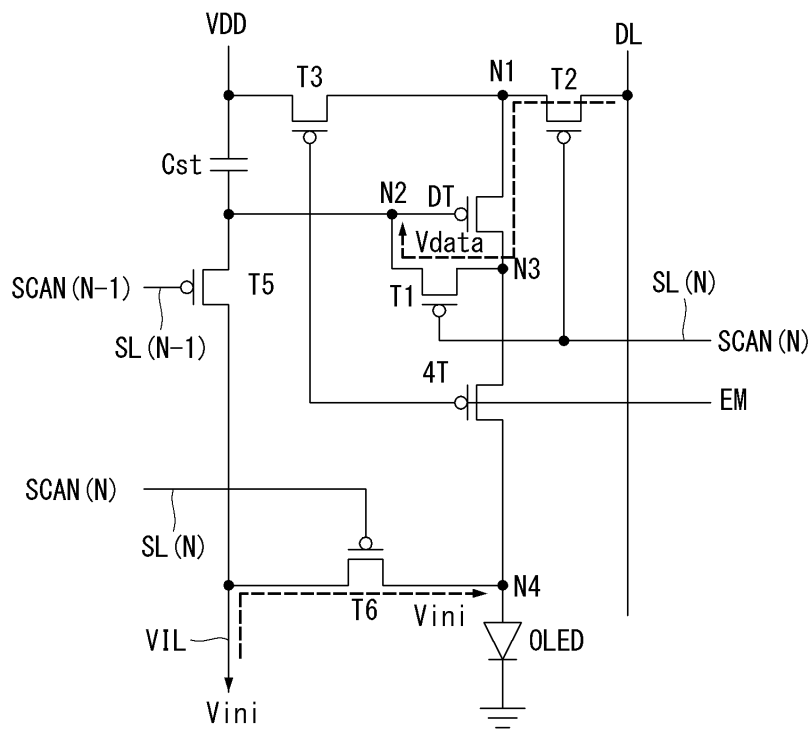 VDD
DL
T3
N1
T2
Cst
N2
DT
Vdata
N3
SCAN(N-1)
T5
T1
SL(N)
SL(N-1)
SCAN(N)
4T
EM
SCAN(N)
SL(N)
N4
T6
Vini
VIL
OLED
Vini